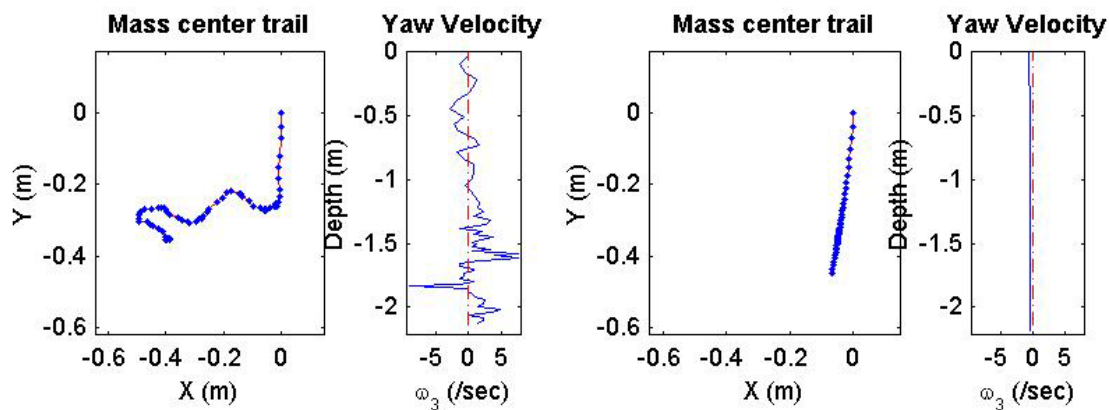 Mass center trail
Yaw Velocity
Mass center trail
Yaw Velocity
0
-0.2
-0.4
-0.6
Y (m)
-0.6 -0.4 -0.2 0
X (m)
0
-0.5
-1
-1.5
-2
Depth (m)
-5 0 5
ω_3 (/sec)
0
-0.2
-0.4
-0.6
Y (m)
-0.6 -0.4 -0.2 0
X (m)
0
-0.5
-1
-1.5
-2
Depth (m)
-5 0 5
ω_3 (/sec)